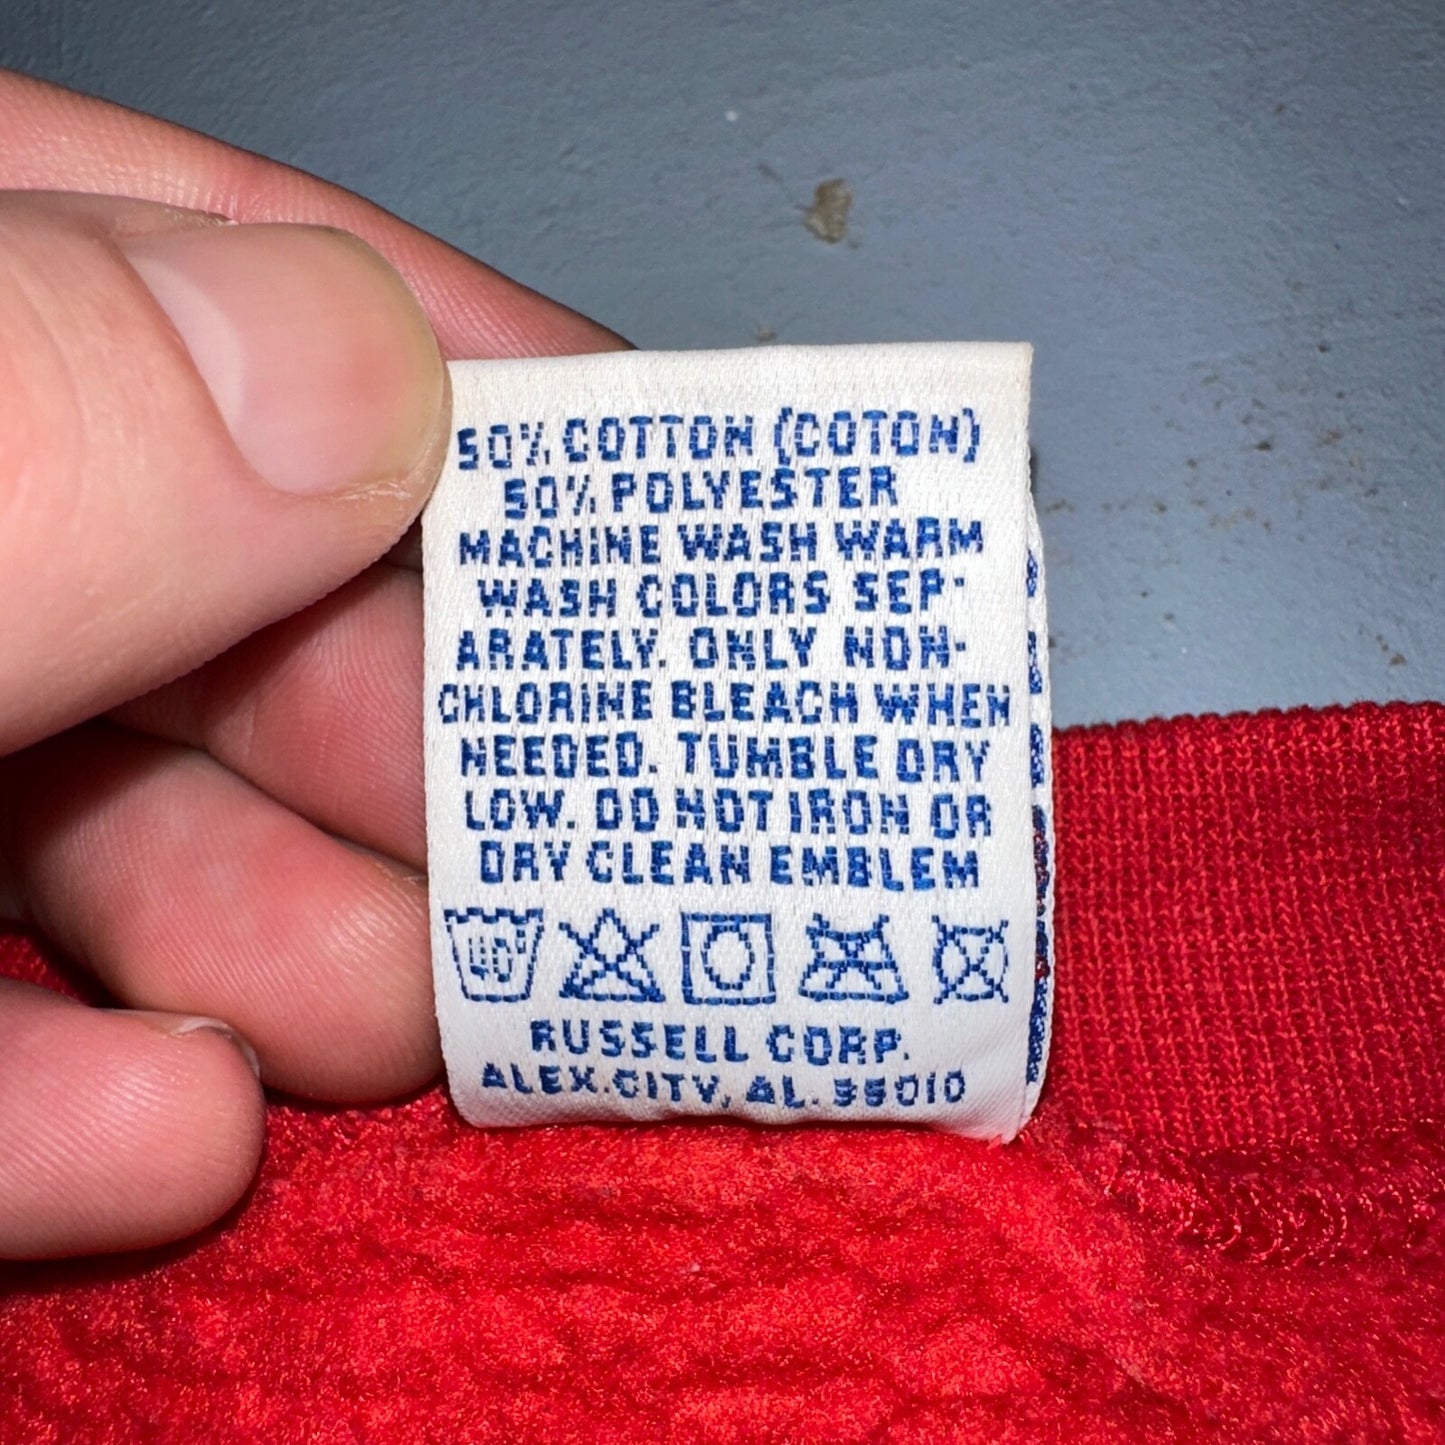 50% COTTON (COTON)
50% POLYESTER
MACHINE WASH WARM
WASH COLORS SEP-
ARATELY. ONLY NON-
CHLORINE BLEACH WHEN
NEEDED. TUMBLE DRY
LOW. DO NOT IRON OR
DRY CLEAN EMBLEM
40°
RUSSELL CORP.
ALEX.CITY, AL.